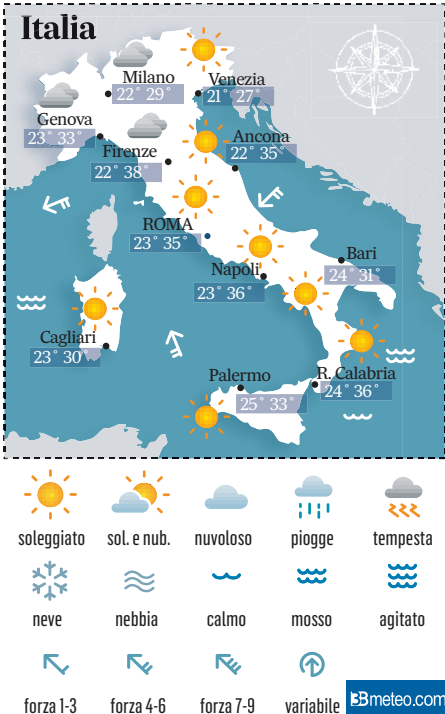 Italia
Milano
22° 29°
Venezia
21° 27°
Genova
23° 33°
Firenze
22° 38°
Ancona
22° 35°
ROMA
23° 35°
Napoli
23° 36°
Bari
24° 31°
Cagliari
23° 30°
Palermo
25° 33°
R. Calabria
24° 36°
soleggiato sol. e nub. nuvoloso piogge tempesta
neve nebbia calmo mosso agitato
forza 1-3 forza 4-6 forza 7-9 variabile
3Bmeteo.com